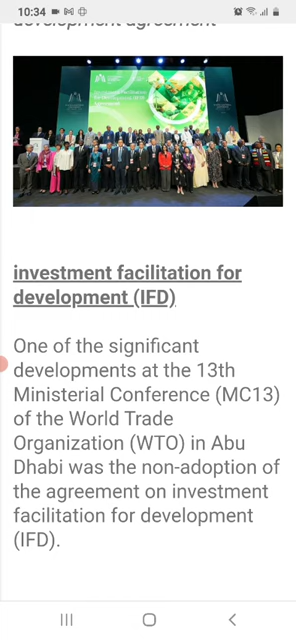 10:34
development agreement
investment facilitation for
development (IFD)
One of the significant
developments at the 13th
Ministerial Conference (MC13)
of the World Trade
Organization (WTO) in Abu
Dhabi was the non-adoption of
the agreement on investment
facilitation for development
(IFD).